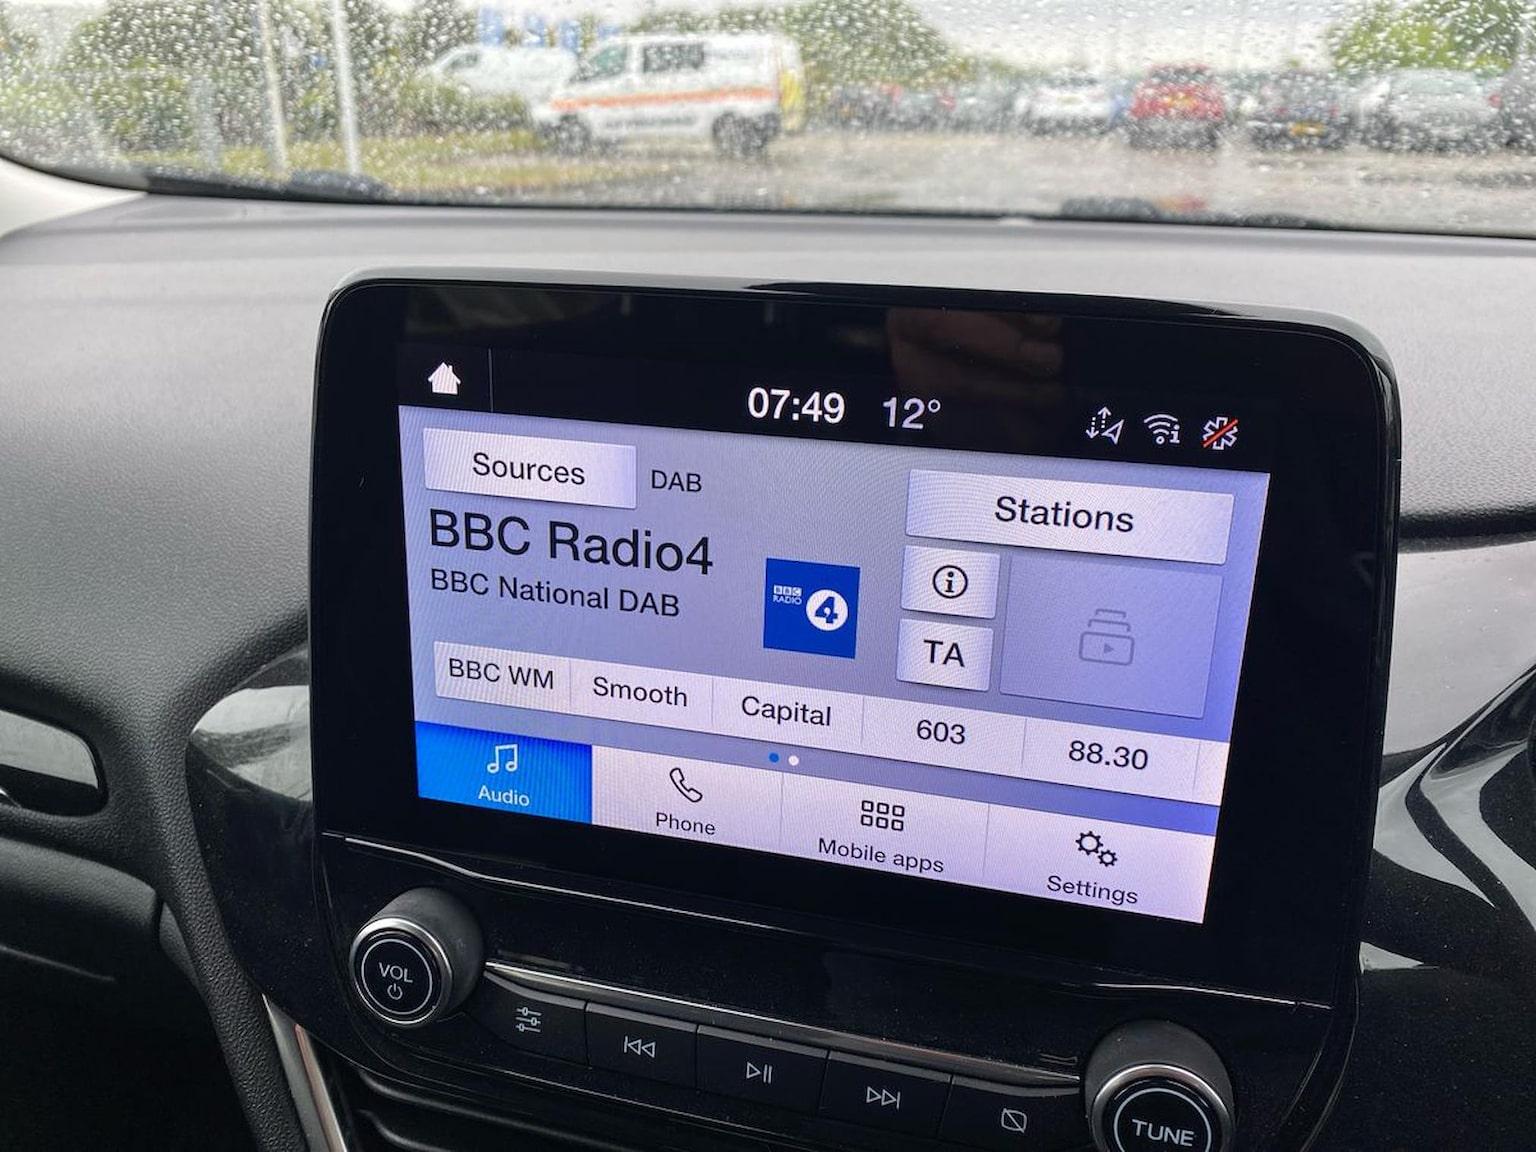 07:49 12°
Sources DAB
Stations
BBC Radio4
BBC National DAB
BBC
RADIO 4
i
TA
BBC WM Smooth Capital 603 88.30
Audio Phone Mobile apps Settings
VOL
TUNE